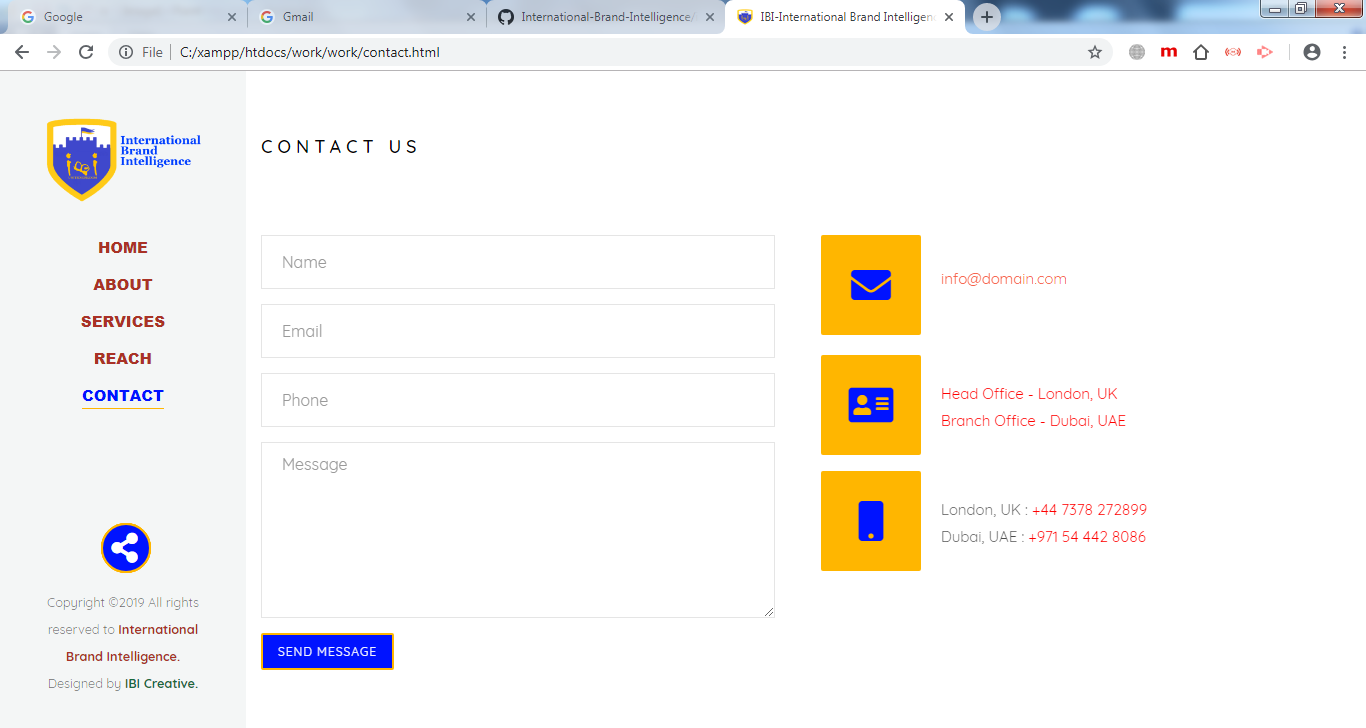 Google
Gmail
International-Brand-Intelligence/
IBI-International Brand Intelligenc
File
C:/xampp/htdocs/work/work/contact.html
m
International
Brand
Intelligence
HOME
ABOUT
SERVICES
REACH
CONTACT
Copyright ©2019 All rights
reserved to International
Brand Intelligence.
Designed by IBI Creative.
CONTACT US
Name
Email
Phone
Message
SEND MESSAGE
info@domain.com
Head Office - London, UK
Branch Office - Dubai, UAE
London, UK : +44 7378 272899
Dubai, UAE : +971 54 442 8086